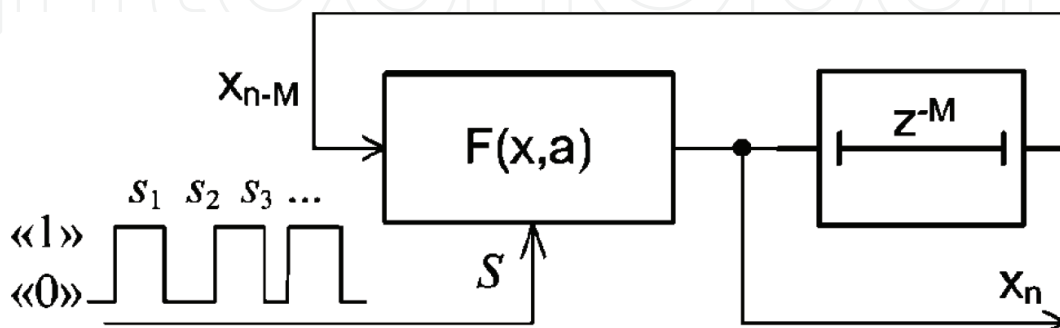 x_{n-M}
F(x,a)
z^{-M}
s_1 s_2 s_3 ...
«1»
«0»
S
x_n